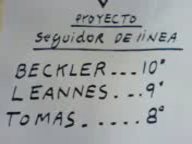 PROYECTO
SEGUIDOR DE LÍNEA
BECKLER...10°
LEANNES...9°
TOMAS.....8°